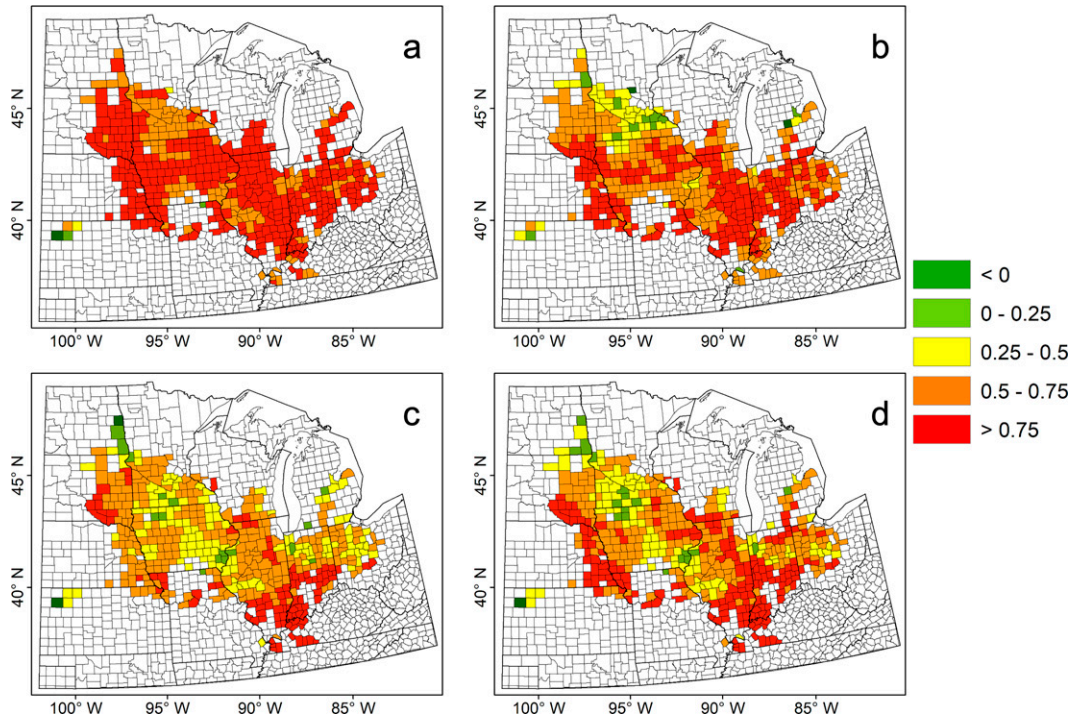 a
45° N
40° N
100° W
95° W
90° W
85° W
b
45° N
40° N
100° W
95° W
90° W
85° W
< 0
0 - 0.25
0.25 - 0.5
0.5 - 0.75
> 0.75
c
45° N
40° N
100° W
95° W
90° W
85° W
d
45° N
40° N
100° W
95° W
90° W
85° W